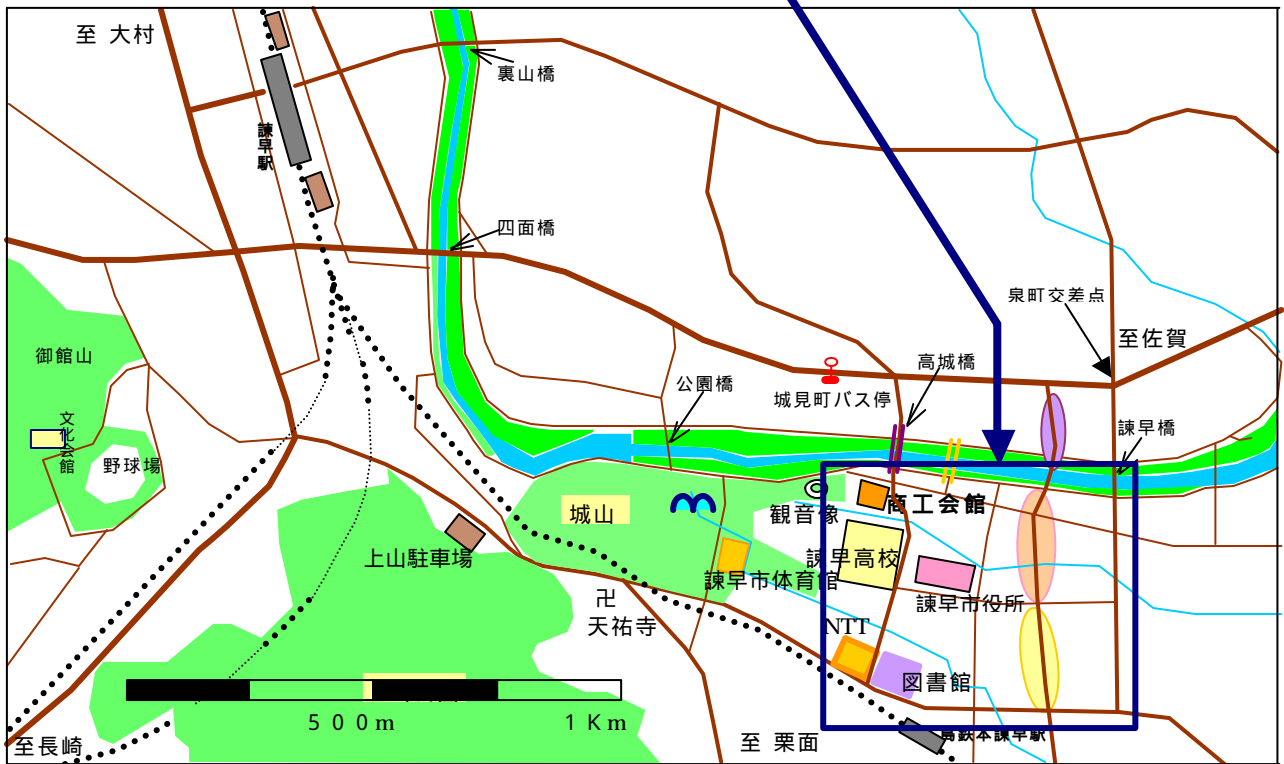 至 大村
裏山橋
諫早駅
四面橋
泉町交差点
至佐賀
御館山
高城橋
公園橋
城見町バス停
文化会館
野球場
諫早橋
城山
観音像
商工会館
上山駐車場
諫早市体育館
諫早高校
諫早市役所
卍
天祐寺
NTT
図書館
500m
1Km
至長崎
至 栗面
島鉄本諫早駅